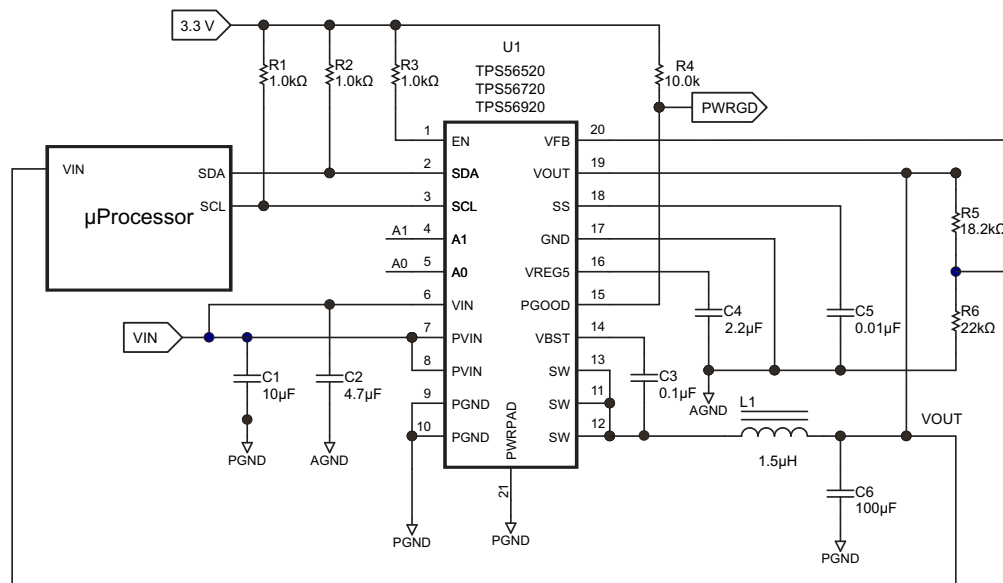 3.3 V
R1
1.0kΩ
R2
1.0kΩ
R3
1.0kΩ
U1
TPS56520
TPS56720
TPS56920
R4
10.0k
PWRGD
VIN
SDA
SCL
µProcessor
1
EN
2
SDA
3
SCL
A1
4
A1
A0
5
A0
6
VIN
7
PVIN
8
PVIN
9
PGND
10
PGND
PWRPAD
21
VFB
20
VOUT
19
SS
18
GND
17
VREG5
16
PGOOD
15
VBST
14
SW
13
SW
11
SW
12
VIN
C1
10µF
PGND
C2
4.7µF
AGND
PGND
PGND
C3
0.1µF
C4
2.2µF
AGND
C5
0.01µF
R5
18.2kΩ
R6
22kΩ
L1
1.5µH
VOUT
C6
100µF
PGND